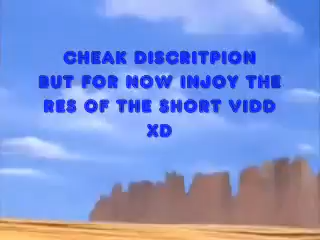 CHEAK DISCRITPION
BUT FOR NOW INJOY THE
RES OF THE SHORT VIDD
XD